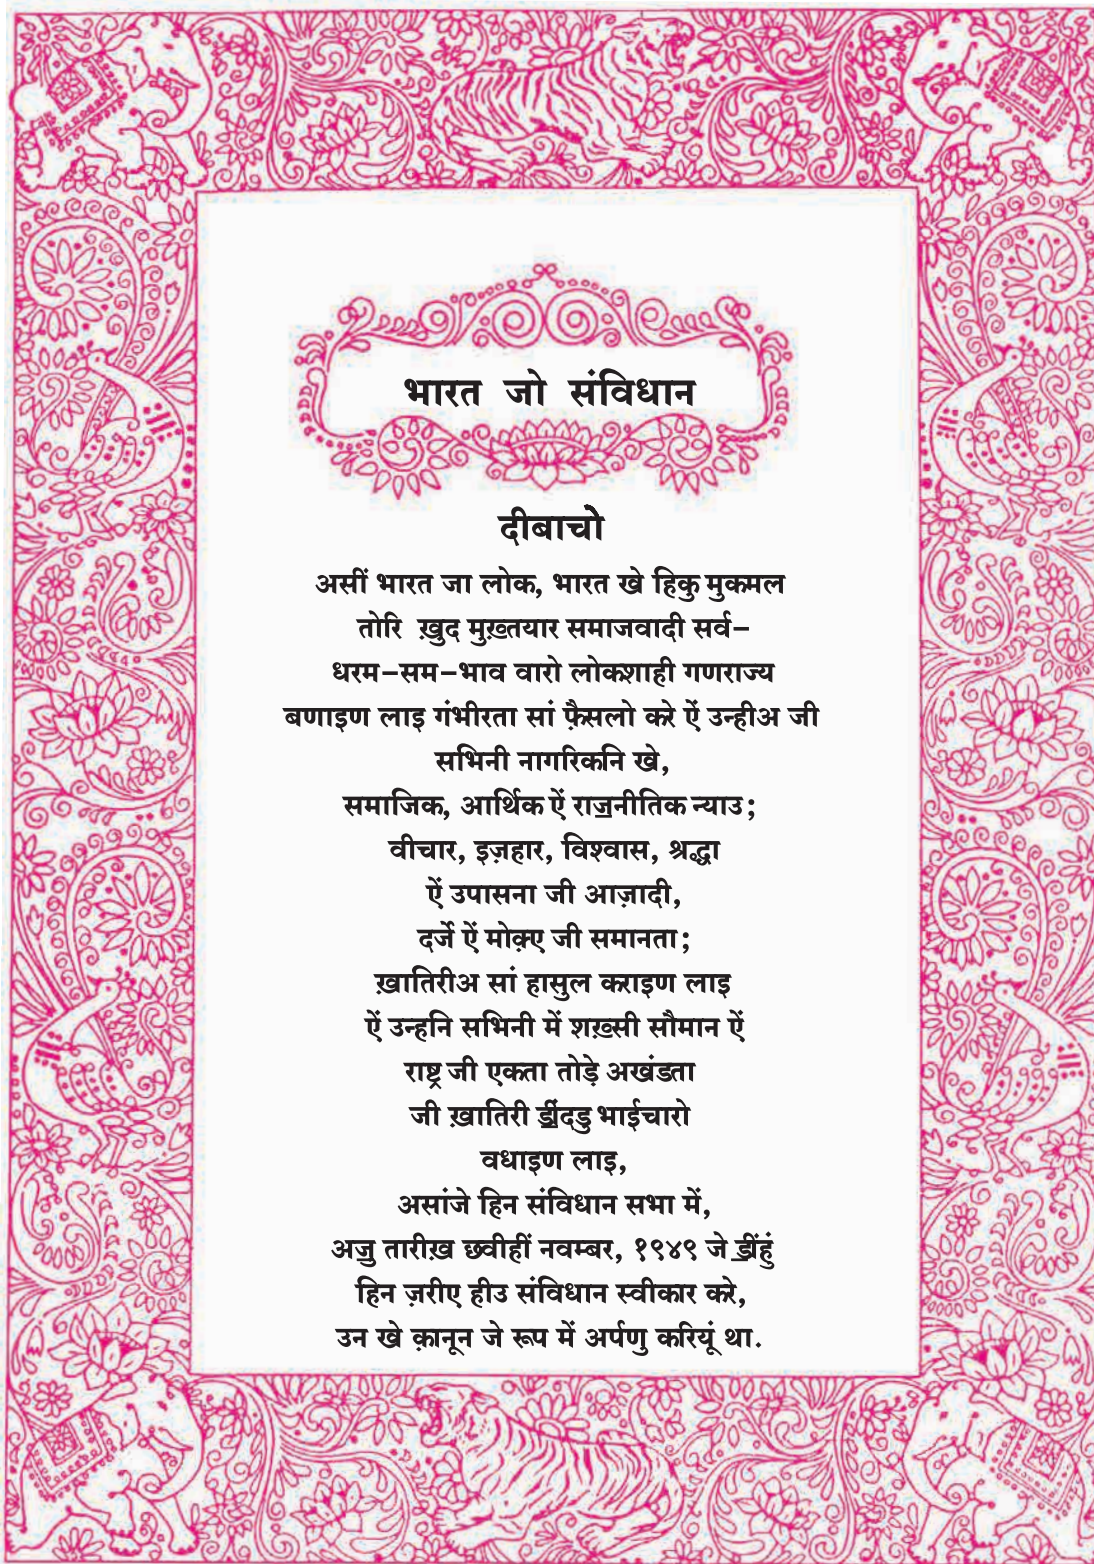 भारत जो संविधान
दीबाचो
असीं भारत जा लोक, भारत खे हिकु मुकमल
तोरि ख़ुद मुख़्तयार समाजवादी सर्व–
धरम–सम–भाव वारो लोकशाही गणराज्य
बणाइण लाइ गंभीरता सां फ़ैसलो करे ऐं उन्हीअ जी
सभिनी नागरिकनि खे,
समाजिक, आर्थिक ऐं राॼनीतिक न्याउ;
वीचार, इज़हार, विश्वास, श्रद्धा
ऐं उपासना जी आज़ादी,
दर्जे ऐं मोक़ए जी समानता;
ख़ातिरीअ सां हासुल कराइण लाइ
ऐं उन्हनि सभिनी में शख़्सी सौमान ऐं
राष्ट्र जी एकता तोड़े अखंडता
जी ख़ातिरी ॾींदडु भाईचारो
वधाइण लाइ,
असांजे हिन संविधान सभा में,
अॼु तारीख़ छवीहीं नवम्बर, १९४९ जे ॾींहुं
हिन ज़रीए हीउ संविधान स्वीकार करे,
उन खे क़ानून जे रूप में अर्पणु करियूं था.